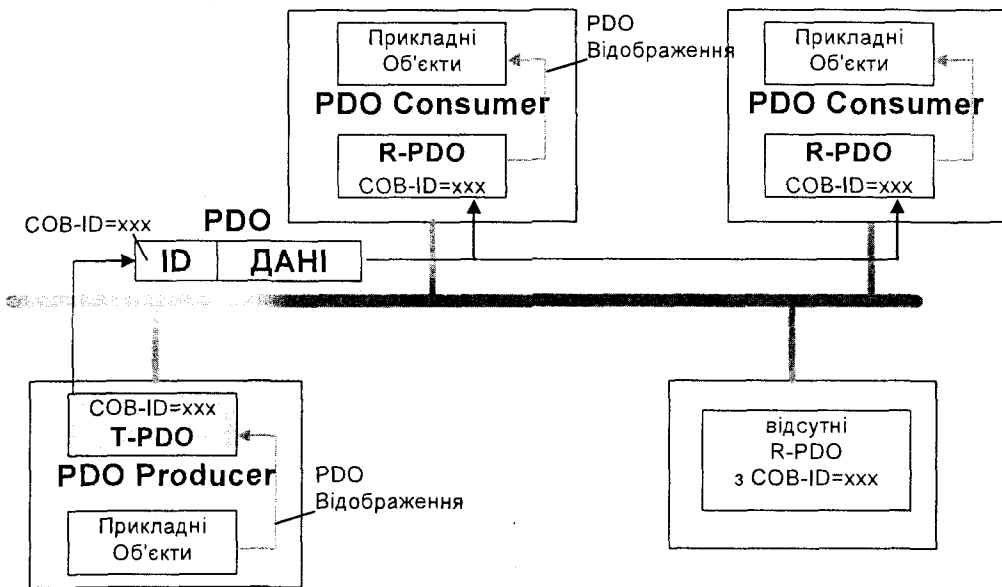 Прикладні
Об'єкти
PDO Consumer
R-PDO
COB-ID=xxx
PDO
Відображення
Прикладні
Об'єкти
PDO Consumer
R-PDO
COB-ID=xxx
COB-ID=xxx
PDO
ID
ДАНІ
COB-ID=xxx
T-PDO
PDO Producer
Прикладні
Об'єкти
PDO
Відображення
відсутні
R-PDO
з COB-ID=xxx